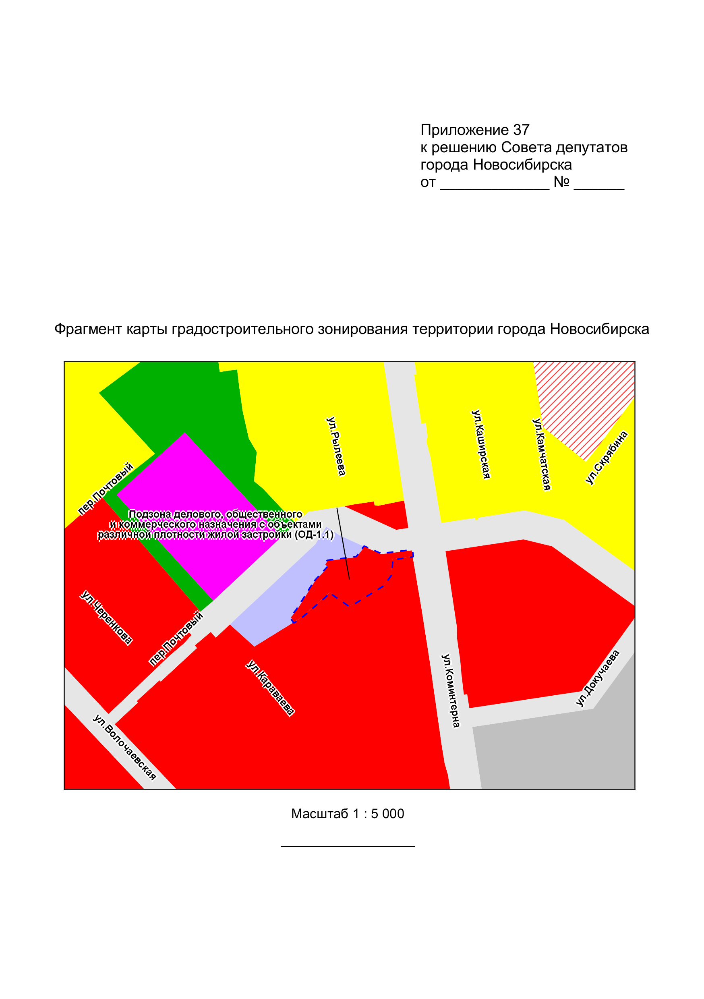 Приложение 37
к решению Совета депутатов
города Новосибирска
от _____________ № ______
Фрагмент карты градостроительного зонирования территории города Новосибирска
ул.Рылеева
ул.Каширская
ул.Камчатская
ул.Скрябина
пер.Почтовый
Подзона делового, общественного
и коммерческого назначения с объектами
различной плотности жилой застройки (ОД-1.1)
ул.Черенкова
пер.Почтовый
ул.Караваева
ул.Коминтерна
ул.Докучаева
ул.Волочаевская
Масштаб 1 : 5 000